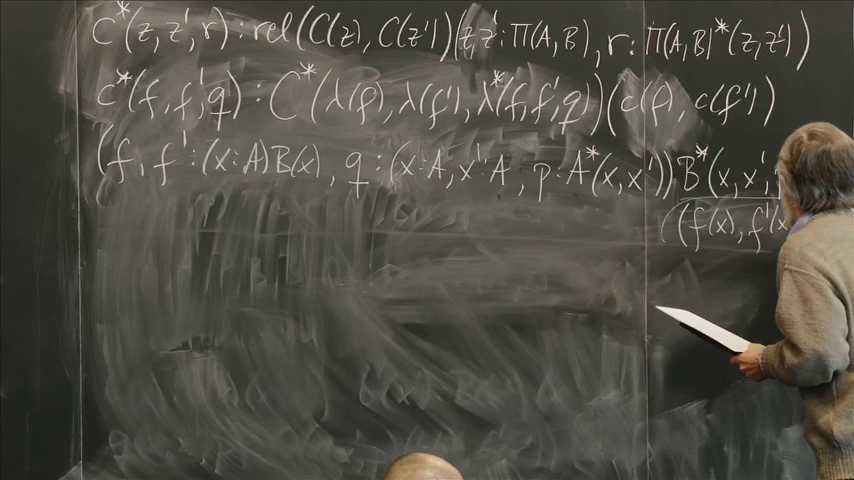 C*(z, z', r) : rel(C(z), C(z')) (z, z' : Π(A, B), r : Π(A, B)*(z, z'))
c*(f, f', q) : C*(λ(f), λ(f'), λ*(f, f', q)) (c(f), c(f'))
(f, f' : (x : A) B(x), q : (x : A, x' : A, p : A*(x, x')) B*(x, x',
((f(x), f'(x